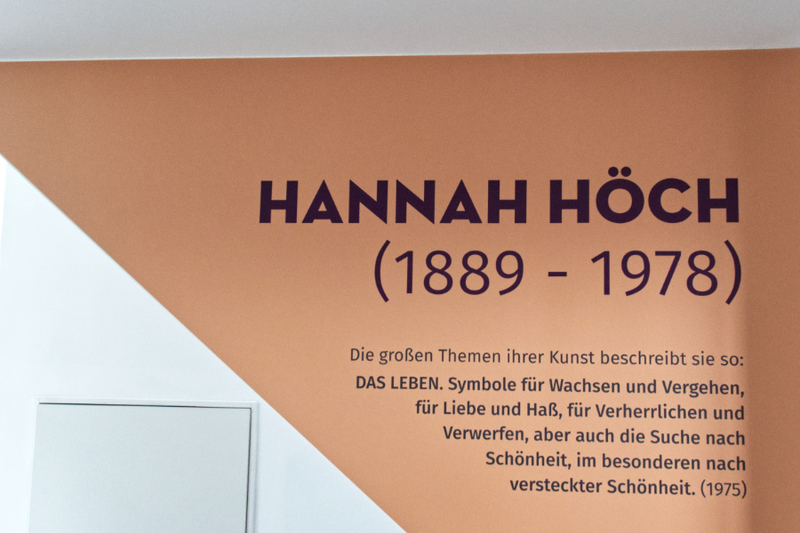 HANNAH HÖCH
(1889 - 1978)
Die großen Themen ihrer Kunst beschreibt sie so:
DAS LEBEN. Symbole für Wachsen und Vergehen,
für Liebe und Haß, für Verherrlichen und
Verwerfen, aber auch die Suche nach
Schönheit, im besonderen nach
versteckter Schönheit. (1975)